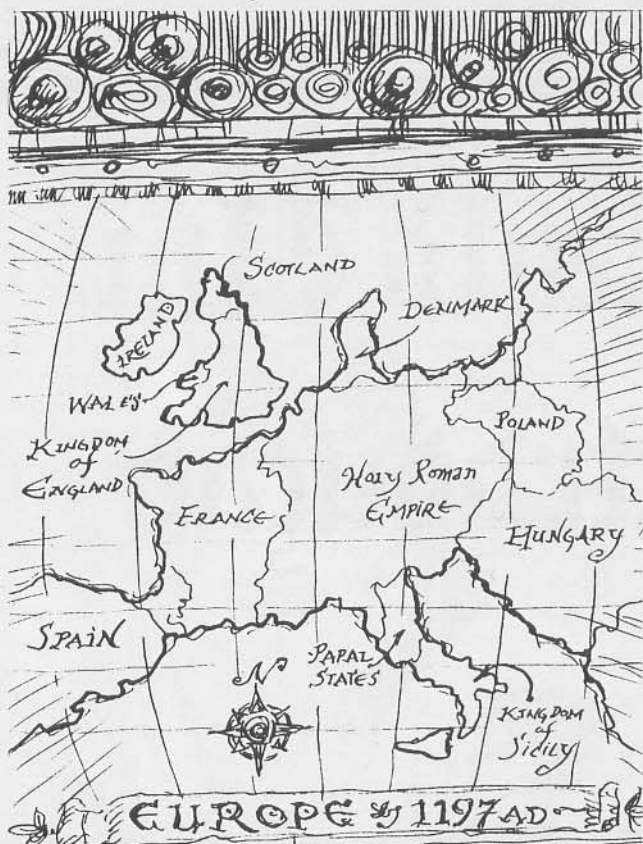 SCOTLAND
IRELAND
DENMARK
WALES
KINGDOM
of
ENGLAND
POLAND
Holy Roman
EMPIRE
FRANCE
HUNGARY
SPAIN
N
PAPAL
STATES
KINGDOM
of
Sicily
EUROPE
1197 AD